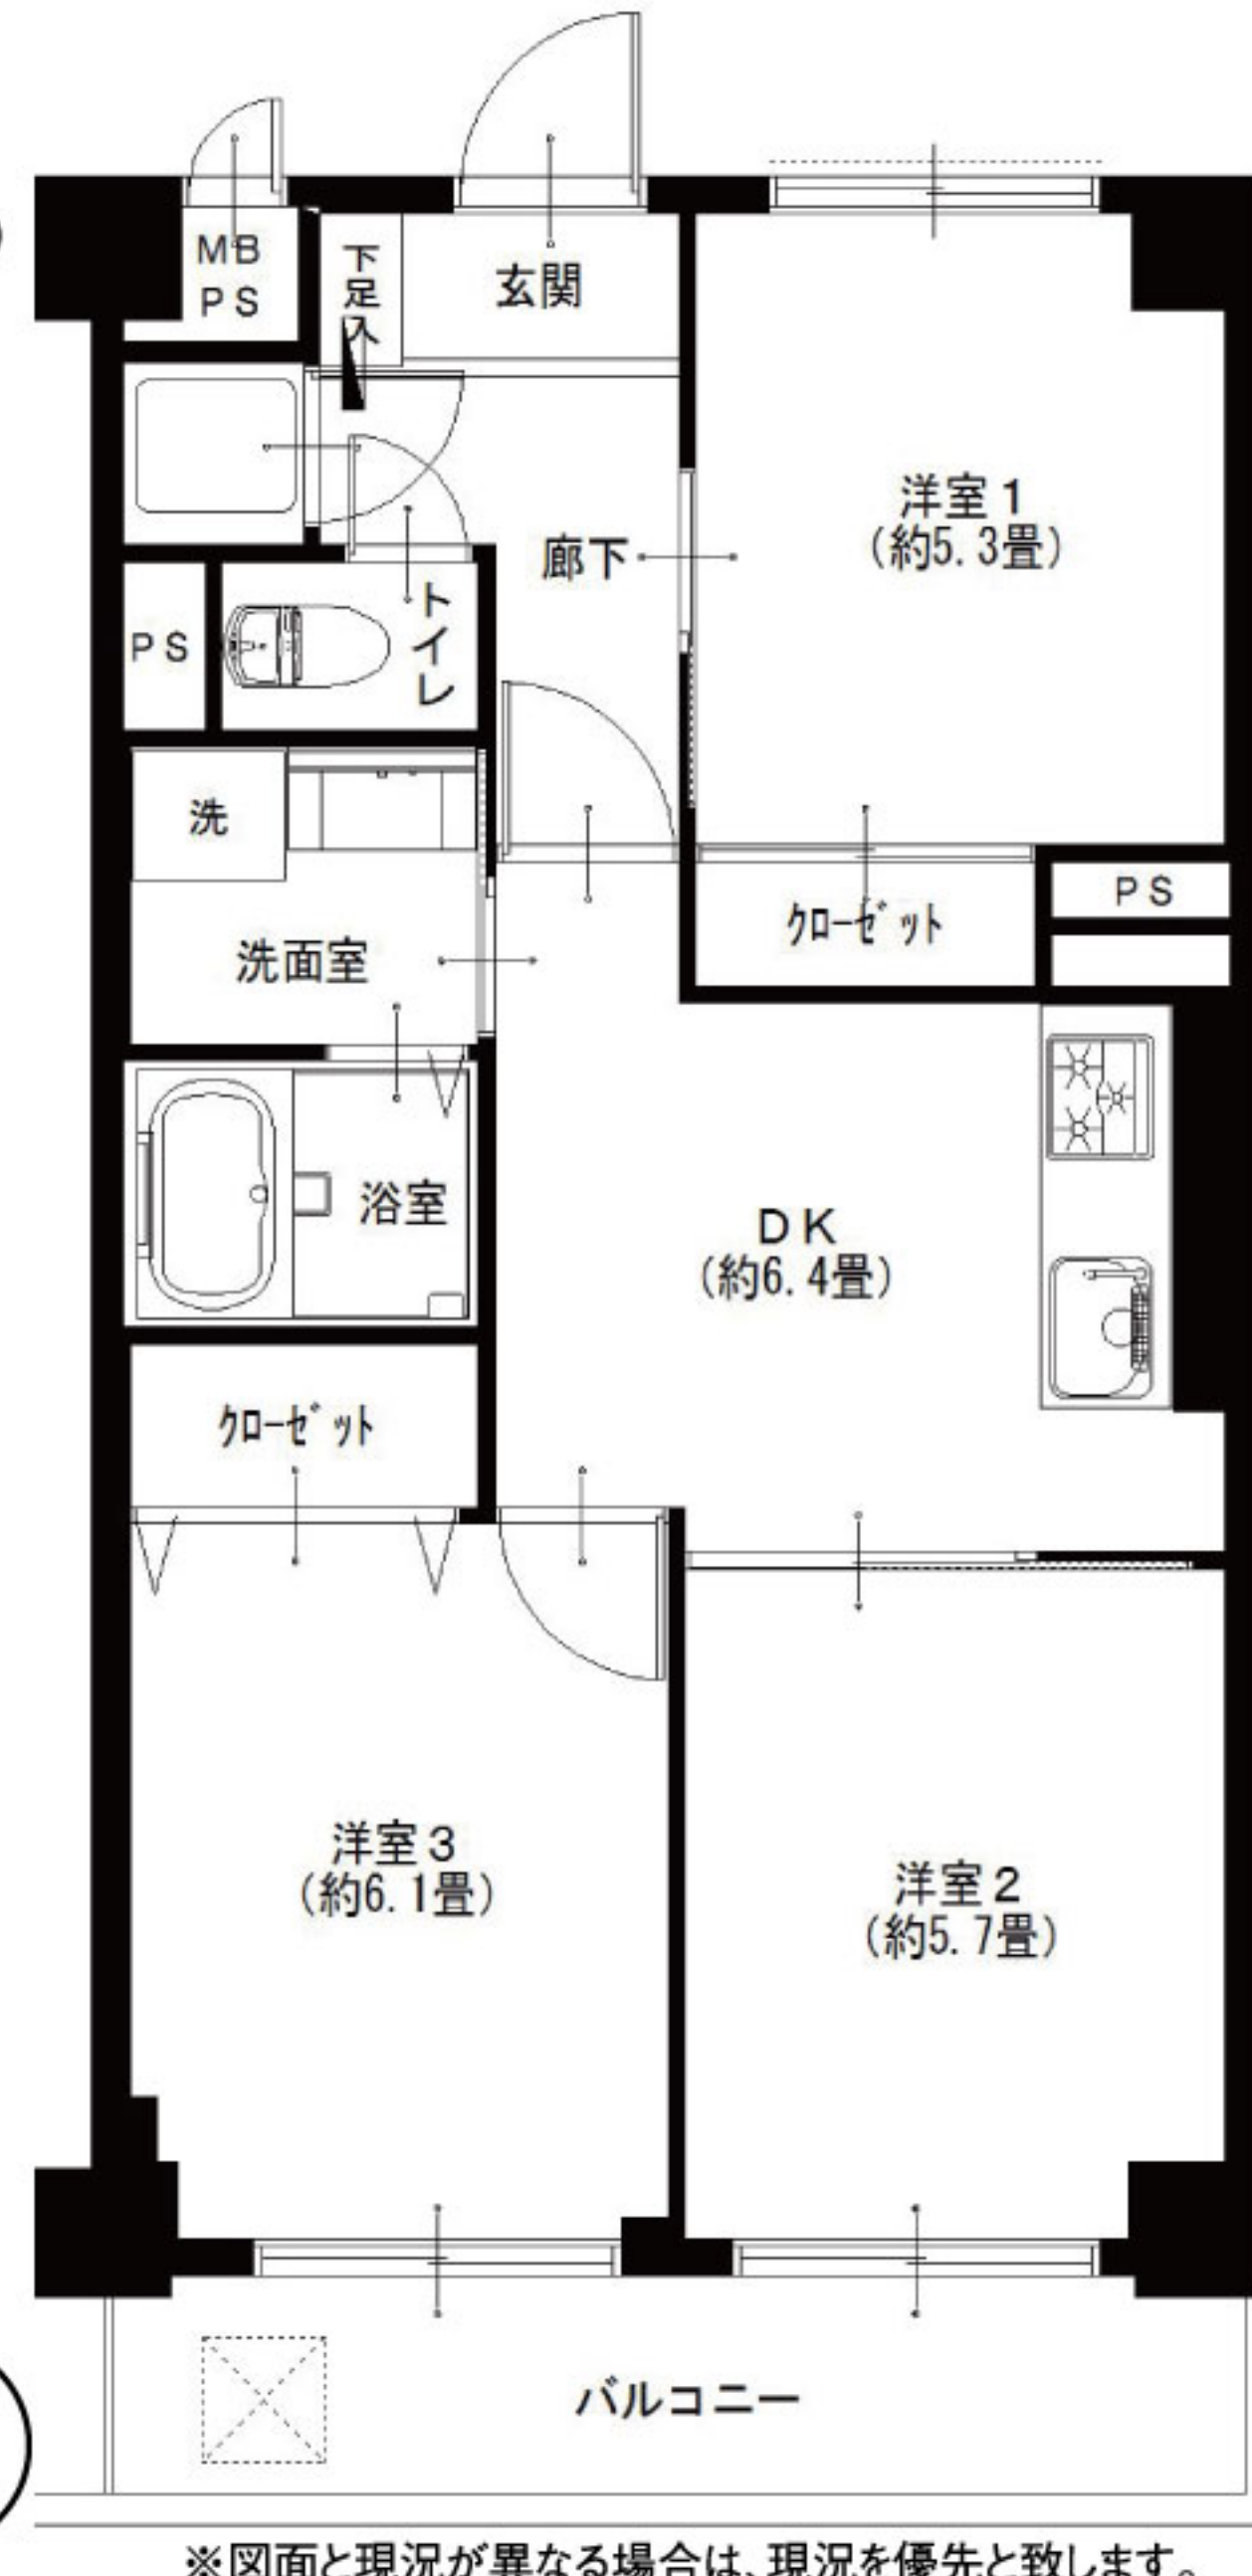 MB
PS
下足入
玄関
洋室1
(約5.3畳)
廊下
トイレ
PS
洗
PS
クローゼット
洗面室
浴室
DK
(約6.4畳)
クローゼット
洋室3
(約6.1畳)
洋室2
(約5.7畳)
バルコニー
※図面と現況が異なる場合は、現況を優先と致します。